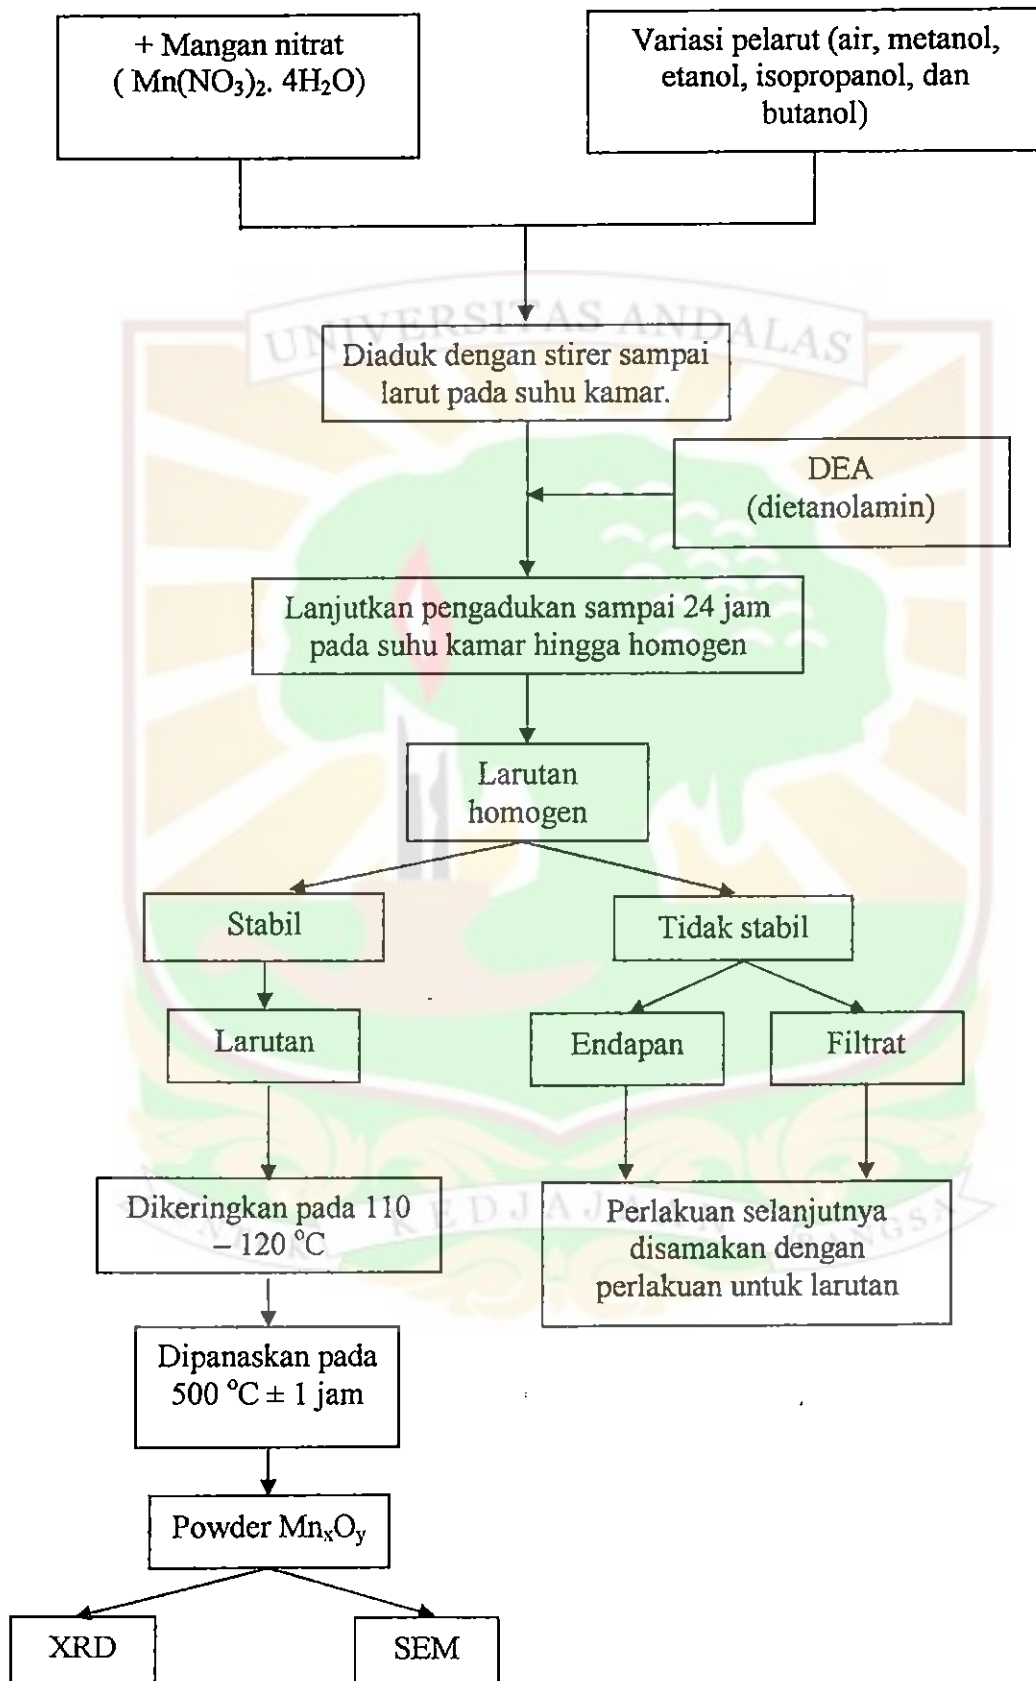 + Mangan nitrat
( Mn(NO₃)₂. 4H₂O)
Variasi pelarut (air, metanol,
etanol, isopropanol, dan
butanol)
UNIVERSITAS ANDALAS
Diaduk dengan stirer sampai
larut pada suhu kamar.
DEA
(dietanolamin)
Lanjutkan pengadukan sampai 24 jam
pada suhu kamar hingga homogen
Larutan
homogen
Stabil
Tidak stabil
Larutan
Endapan
Filtrat
Dikeringkan pada 110
– 120 °C
Perlakuan selanjutnya
disamakan dengan
perlakuan untuk larutan
KEDJAJAAN
BANGSA
Dipanaskan pada
500 °C ± 1 jam
Powder MnₓOᵧ
XRD
SEM